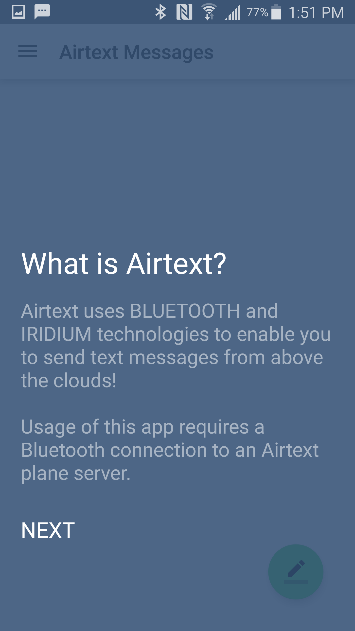 77% 1:51 PM
Airtext Messages
What is Airtext?
Airtext uses BLUETOOTH and
IRIDIUM technologies to enable you
to send text messages from above
the clouds!
Usage of this app requires a
Bluetooth connection to an Airtext
plane server.
NEXT